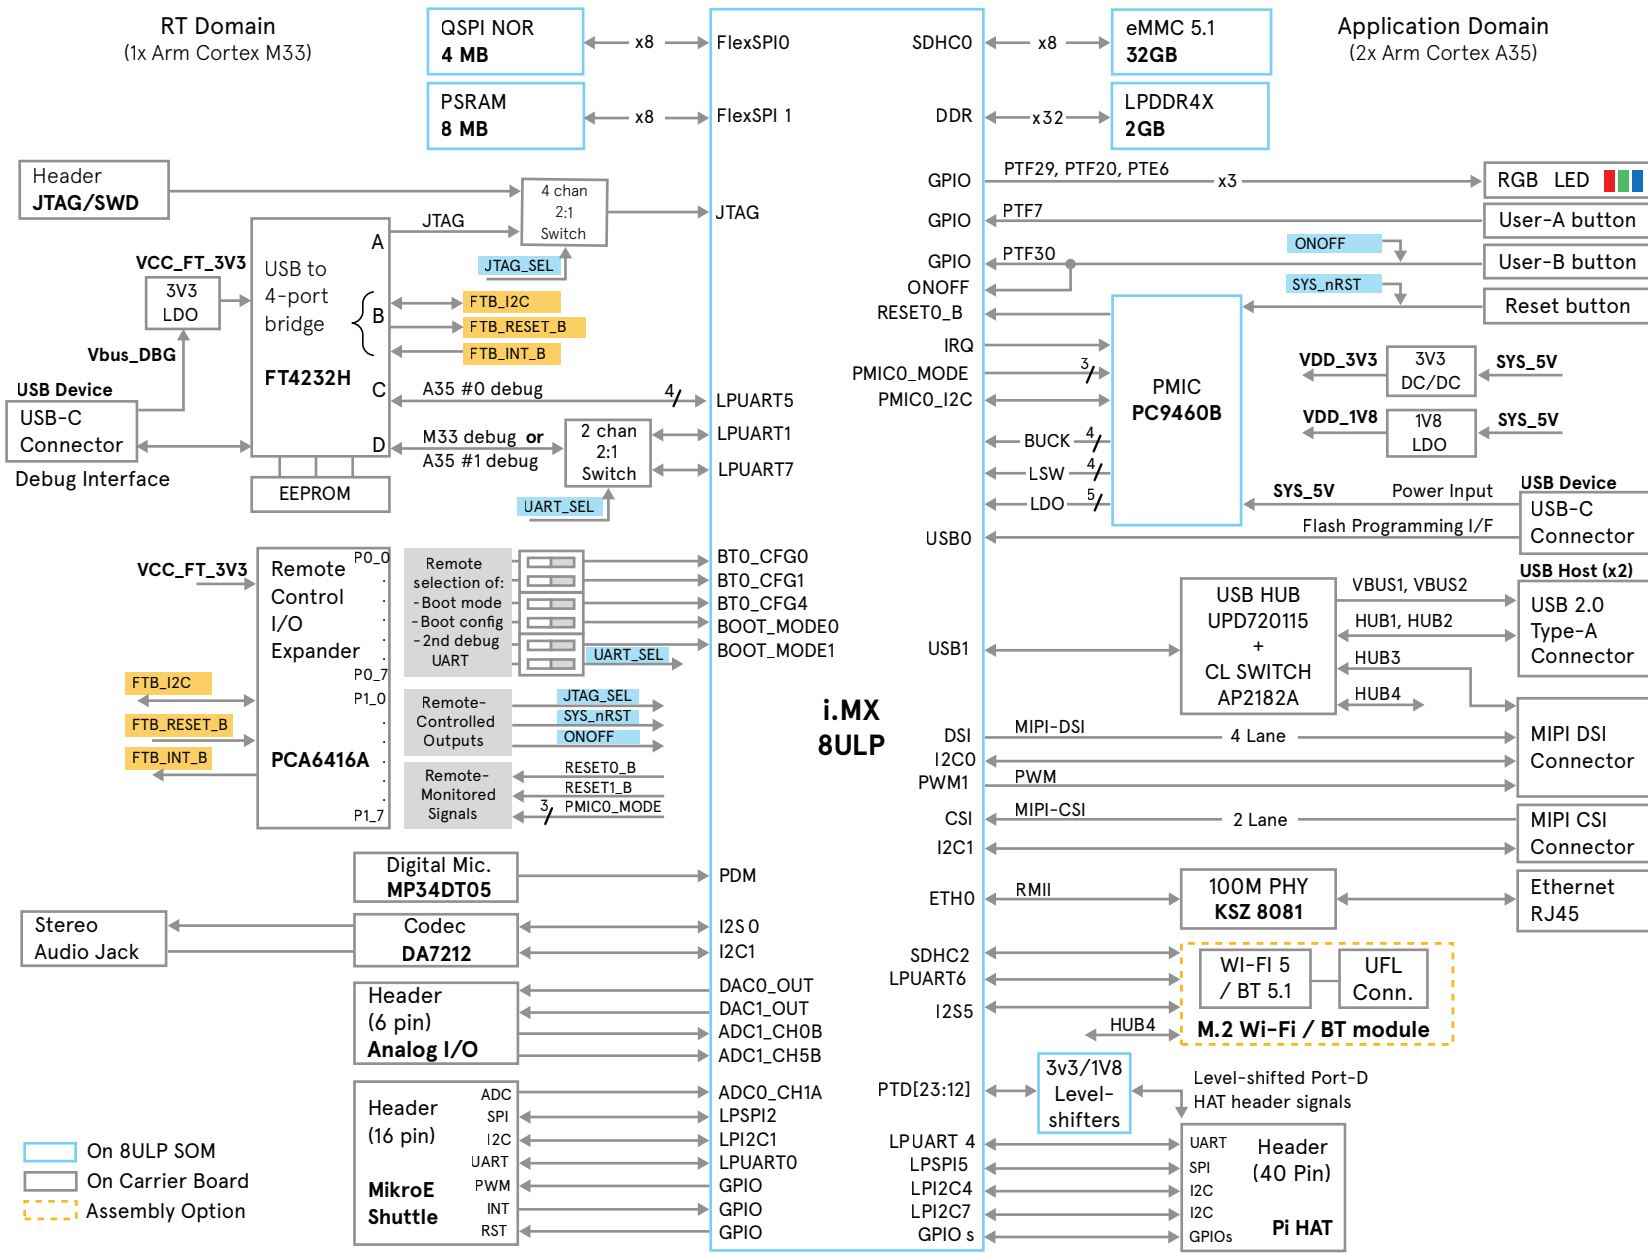 RT Domain
(1x Arm Cortex M33)
QSPI NOR
4 MB
x8
FlexSPI0
PSRAM
8 MB
x8
FlexSPI 1
Header
JTAG/SWD
4 chan
2:1
Switch
JTAG
JTAG
JTAG_SEL
A
USB to
4-port
bridge
B
FT4232H
C
D
VCC_FT_3V3
3V3
LDO
Vbus_DBG
USB Device
USB-C
Connector
Debug Interface
EEPROM
FTB_I2C
FTB_RESET_B
FTB_INT_B
A35 #0 debug
4
LPUART5
M33 debug or
A35 #1 debug
2 chan
2:1
Switch
LPUART1
LPUART7
UART_SEL
VCC_FT_3V3
Remote
Control
I/O
Expander
PCA6416A
P0_0
.
.
.
P0_7
P1_0
.
.
.
.
P1_7
FTB_I2C
FTB_RESET_B
FTB_INT_B
Remote
selection of:
-Boot mode
-Boot config
-2nd debug
UART
BT0_CFG0
BT0_CFG1
BT0_CFG4
BOOT_MODE0
BOOT_MODE1
UART_SEL
Remote-
Controlled
Outputs
JTAG_SEL
SYS_nRST
ONOFF
Remote-
Monitored
Signals
RESET0_B
RESET1_B
3
PMIC0_MODE
Digital Mic.
MP34DT05
PDM
Stereo
Audio Jack
Codec
DA7212
I2S 0
I2C1
Header
(6 pin)
Analog I/O
DAC0_OUT
DAC1_OUT
ADC1_CH0B
ADC1_CH5B
Header
(16 pin)
MikroE
Shuttle
ADC
SPI
I2C
UART
PWM
INT
RST
ADC0_CH1A
LPSPI2
LPI2C1
LPUART0
GPIO
GPIO
GPIO
On 8ULP SOM
On Carrier Board
Assembly Option
i.MX
8ULP
Application Domain
(2x Arm Cortex A35)
SDHC0
x8
eMMC 5.1
32GB
DDR
x32
LPDDR4X
2GB
GPIO
PTF29, PTF20, PTE6
x3
RGB LED
GPIO
PTF7
User-A button
ONOFF
GPIO
PTF30
User-B button
ONOFF
SYS_nRST
RESET0_B
Reset button
IRQ
PMIC0_MODE
3
PMIC0_I2C
PMIC
PC9460B
BUCK
4
LSW
4
LDO
5
VDD_3V3
3V3
DC/DC
SYS_5V
VDD_1V8
1V8
LDO
SYS_5V
SYS_5V
Power Input
USB Device
USB-C
Connector
USB0
Flash Programming I/F
USB Host (x2)
USB 2.0
Type-A
Connector
USB HUB
UPD720115
+
CL SWITCH
AP2182A
VBUS1, VBUS2
HUB1, HUB2
HUB3
HUB4
USB1
DSI
MIPI-DSI
4 Lane
I2C0
PWM1
PWM
MIPI DSI
Connector
CSI
MIPI-CSI
2 Lane
I2C1
MIPI CSI
Connector
ETH0
RMII
100M PHY
KSZ 8081
Ethernet
RJ45
SDHC2
LPUART6
I2S5
HUB4
WI-FI 5
/ BT 5.1
UFL
Conn.
M.2 Wi-Fi / BT module
PTD[23:12]
3v3/1V8
Level-
shifters
Level-shifted Port-D
HAT header signals
LPUART 4
LPSPI5
LPI2C4
LPI2C7
GPIO s
UART
SPI
I2C
I2C
GPIOs
Header
(40 Pin)
Pi HAT